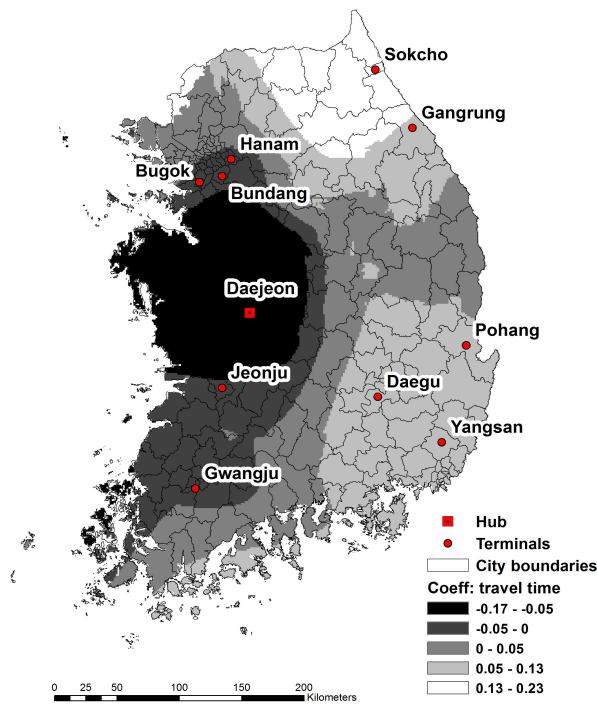 Sokcho
Gangrung
Hanam
Bugok
Bundang
Daejeon
Pohang
Jeonju
Daegu
Yangsan
Gwangju
Hub
Terminals
City boundaries
Coeff: travel time
-0.17 - -0.05
-0.05 - 0
0 - 0.05
0.05 - 0.13
0.13 - 0.23
0 25 50 100 150 200
Kilometers